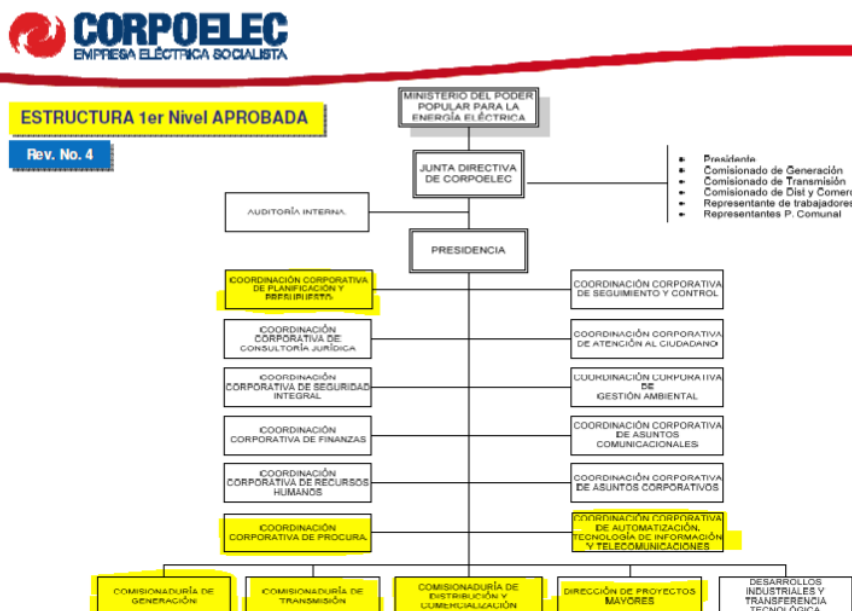 CORPOELEC
EMPRESA ELÉCTRICA SOCIALISTA
ESTRUCTURA 1er Nivel APROBADA
Rev. No. 4
MINISTERIO DEL PODER
POPULAR PARA LA
ENERGÍA ELÉCTRICA
JUNTA DIRECTIVA
DE CORPOELEC
Presidente
Comisionado de Generación
Comisionado de Transmisión
Comisionado de Dist y Comerc
Representante de trabajadores
Representantes P. Comunal
AUDITORÍA INTERNA
PRESIDENCIA
COORDINACIÓN CORPORATIVA
DE PLANIFICACIÓN Y
PRESUPUESTO
COORDINACIÓN CORPORATIVA
DE SEGUIMIENTO Y CONTROL
COORDINACIÓN
CORPORATIVA DE
CONSULTORÍA JURÍDICA
COORDINACIÓN CORPORATIVA
DE ATENCIÓN AL CIUDADANO
COORDINACIÓN
CORPORATIVA DE SEGURIDAD
INTEGRAL
COORDINACIÓN CORPORATIVA
DE
GESTIÓN AMBIENTAL
COORDINACIÓN
CORPORATIVA DE FINANZAS
COORDINACIÓN CORPORATIVA
DE ASUNTOS
COMUNICACIONALES
COORDINACIÓN
CORPORATIVA DE RECURSOS
HUMANOS
COORDINACIÓN CORPORATIVA
DE ASUNTOS CORPORATIVOS
COORDINACIÓN
CORPORATIVA DE PROCURA
COORDINACIÓN CORPORATIVA
DE AUTOMATIZACIÓN,
TECNOLOGÍA DE INFORMACIÓN
Y TELECOMUNICACIONES
COMISIONADURÍA DE
GENERACIÓN
COMISIONADURÍA DE
TRANSMISIÓN
COMISIONADURÍA DE
DISTRIBUCIÓN Y
COMERCIALIZACIÓN
DIRECCIÓN DE PROYECTOS
MAYORES
DESARROLLOS
INDUSTRIALES Y
TRANSFERENCIA
TECNOLÓGICA